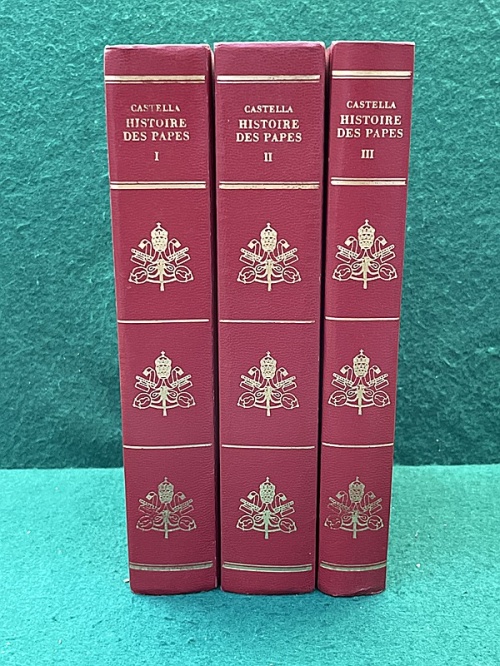 CASTELLA
HISTOIRE
DES PAPES
I
CASTELLA
HISTOIRE
DES PAPES
II
CASTELLA
HISTOIRE
DES PAPES
III